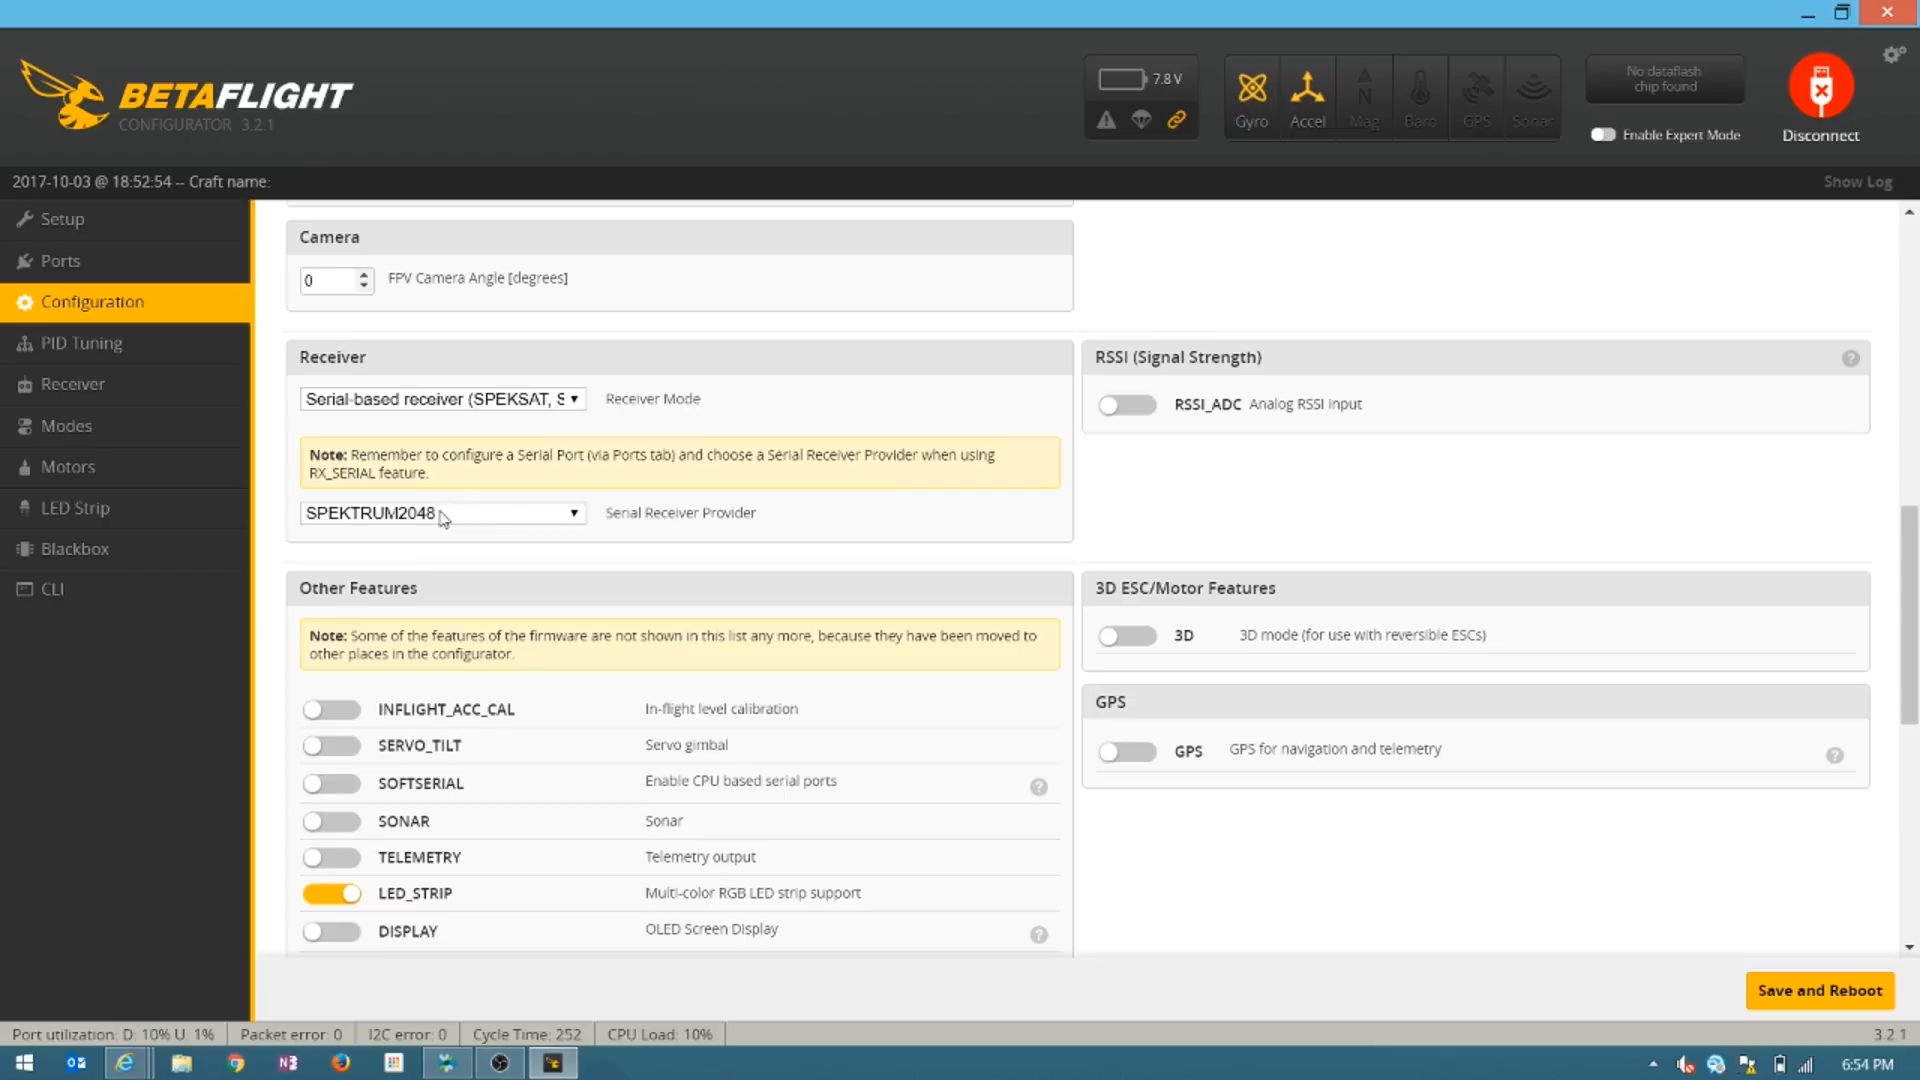 BETAFLIGHT
CONFIGURATOR 3.2.1
7.8 V
Gyro
Accel
Mag
Baro
GPS
Sonar
No dataflash
chip found
Enable Expert Mode
Disconnect
2017-10-03 @ 18:52:54 -- Craft name:
Show Log
Setup
Ports
Configuration
PID Tuning
Receiver
Modes
Motors
LED Strip
Blackbox
CLI
Camera
0
FPV Camera Angle [degrees]
Receiver
Serial-based receiver (SPEKSAT, S
Receiver Mode
Note: Remember to configure a Serial Port (via Ports tab) and choose a Serial Receiver Provider when using
RX_SERIAL feature.
SPEKTRUM2048
Serial Receiver Provider
RSSI (Signal Strength)
RSSI_ADC Analog RSSI input
Other Features
Note: Some of the features of the firmware are not shown in this list any more, because they have been moved to
other places in the configurator.
INFLIGHT_ACC_CAL In-flight level calibration
SERVO_TILT Servo gimbal
SOFTSERIAL Enable CPU based serial ports
SONAR Sonar
TELEMETRY Telemetry output
LED_STRIP Multi-color RGB LED strip support
DISPLAY OLED Screen Display
3D ESC/Motor Features
3D 3D mode (for use with reversible ESCs)
GPS
GPS GPS for navigation and telemetry
Save and Reboot
Port utilization: D: 10% U: 1%
Packet error: 0
I2C error: 0
Cycle Time: 252
CPU Load: 10%
3.2.1
6:54 PM